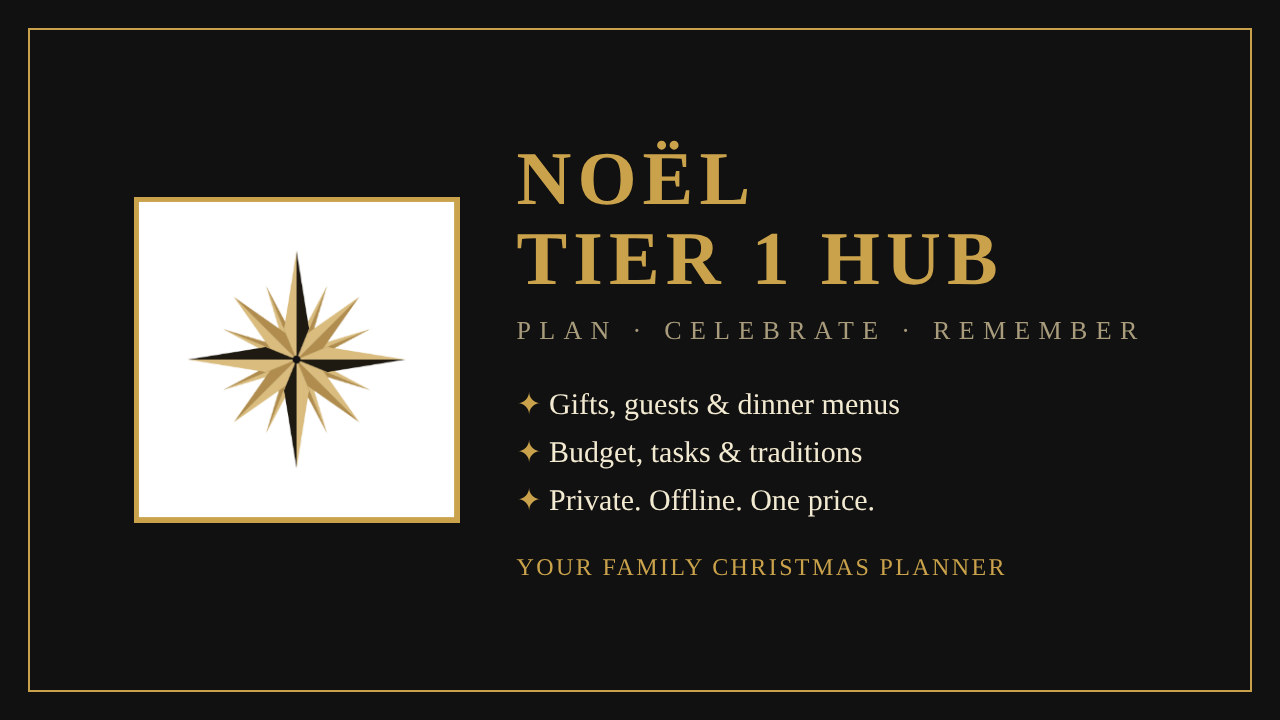 NOËL
TIER 1 HUB
PLAN · CELEBRATE · REMEMBER
✦ Gifts, guests & dinner menus
✦ Budget, tasks & traditions
✦ Private. Offline. One price.
YOUR FAMILY CHRISTMAS PLANNER